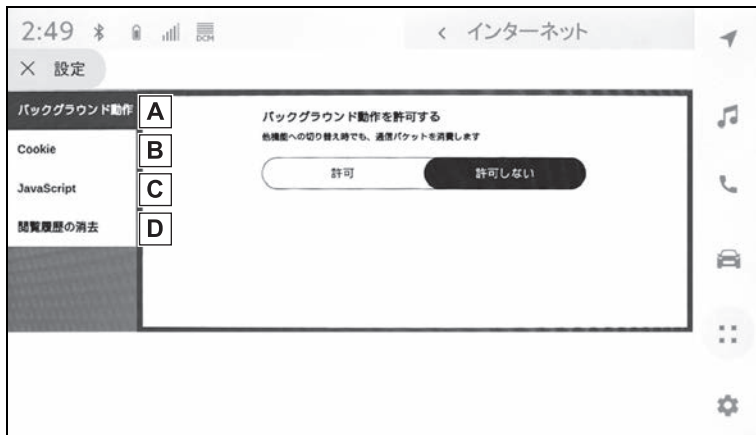 2:49
DCM
< インターネット
× 設定
バックグラウンド動作
A
Cookie
B
JavaScript
C
閲覧履歴の消去
D
バックグラウンド動作を許可する
他機能への切り替え時でも、通信パケットを消費します
許可
許可しない